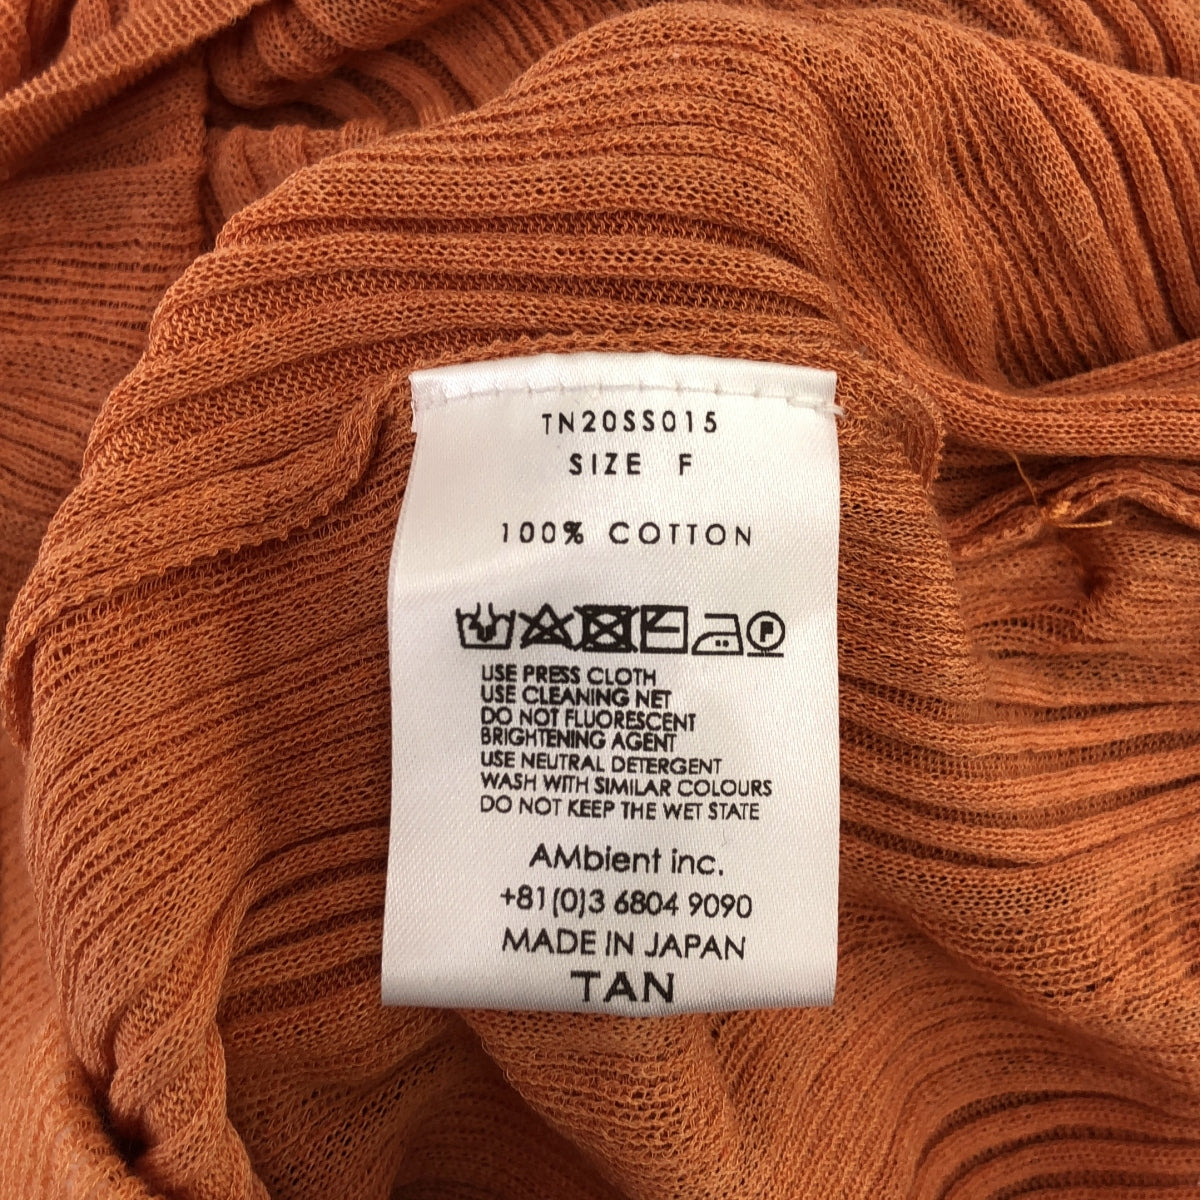 TN20SS015
SIZE F
100% COTTON
P
USE PRESS CLOTH
USE CLEANING NET
DO NOT FLUORESCENT
BRIGHTENING AGENT
USE NEUTRAL DETERGENT
WASH WITH SIMILAR COLOURS
DO NOT KEEP THE WET STATE
AMbient inc.
+81(0)3 6804 9090
MADE IN JAPAN
TAN